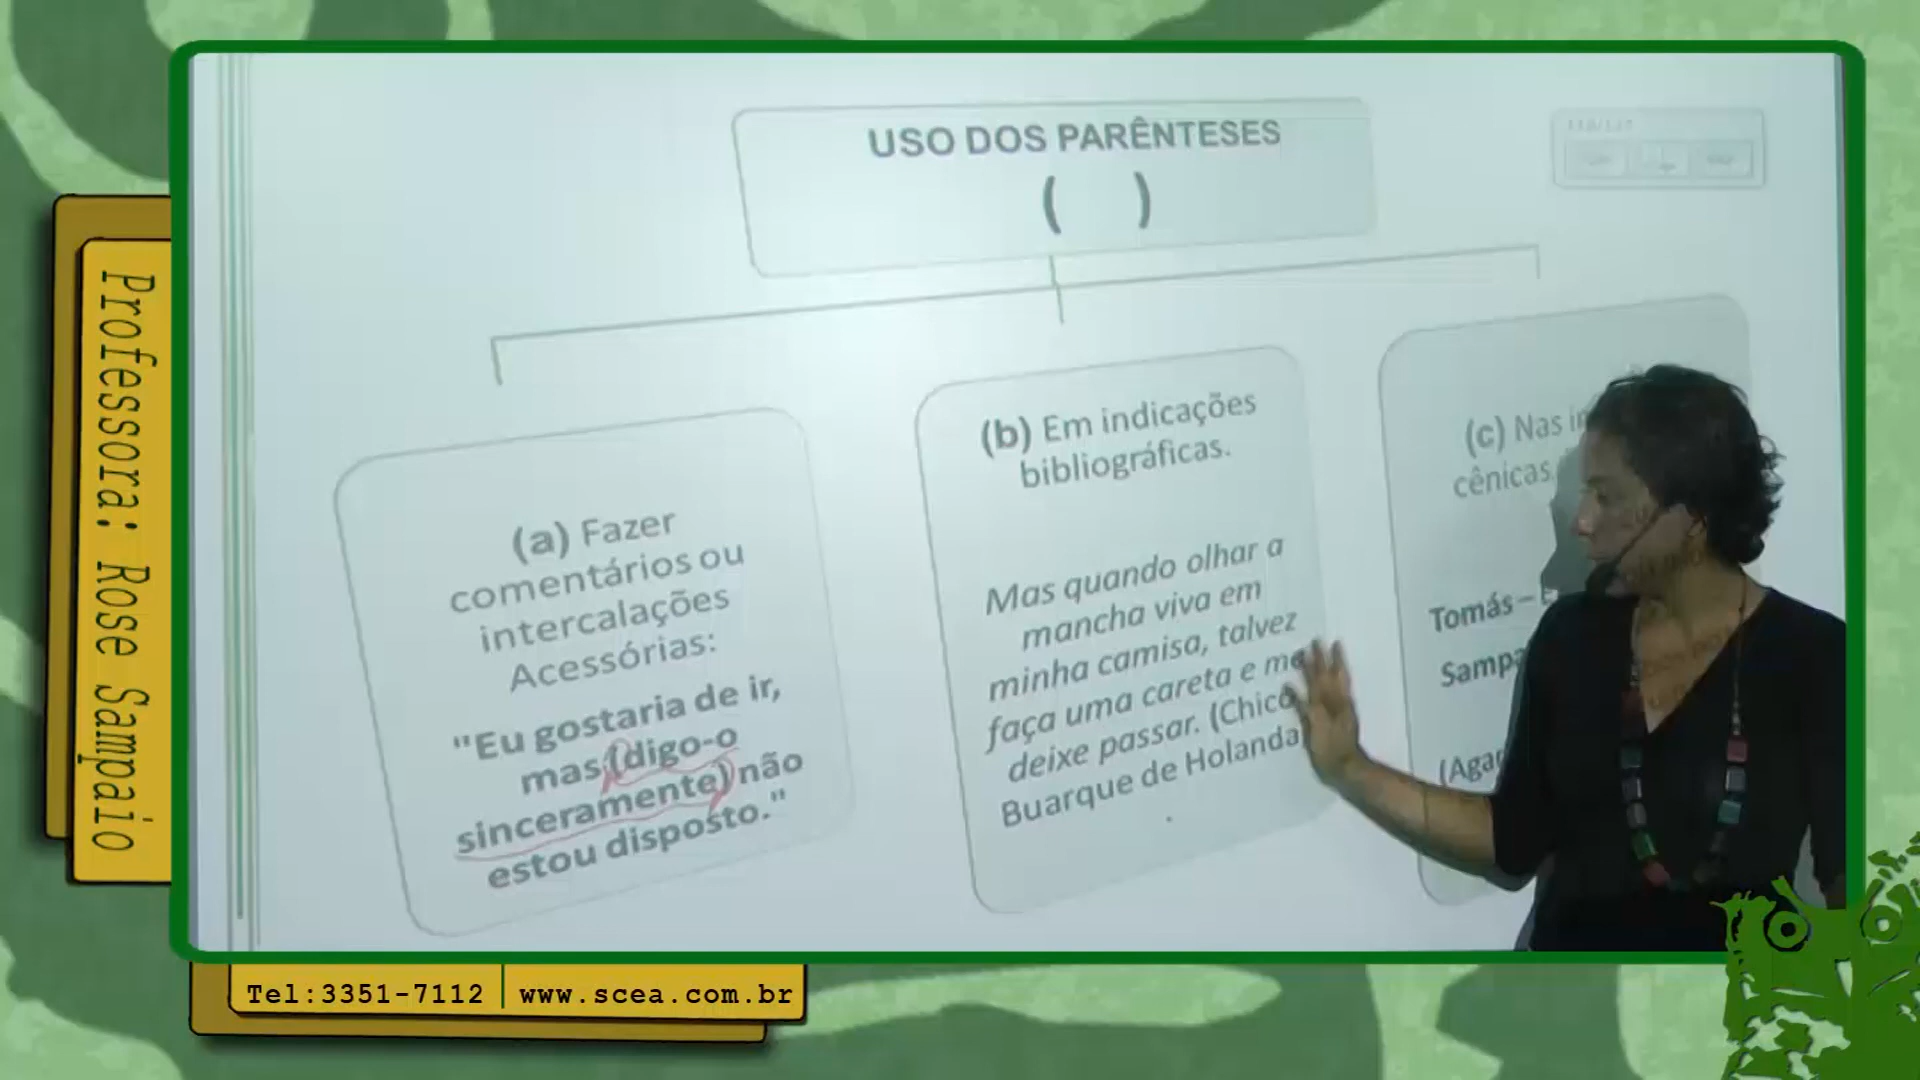 Professora: Rose Sampaio
USO DOS PARÊNTESES
( )
(a) Fazer
comentários ou
intercalações
Acessórias:
"Eu gostaria de ir,
mas (digo-o
sinceramente) não
estou disposto."
(b) Em indicações
bibliográficas.
Mas quando olhar a
mancha viva em
minha camisa, talvez
faça uma careta e me
deixe passar. (Chico
Buarque de Holanda)
.
(c) Nas
cênicas
Tomás –
Tel:3351-7112
www.scea.com.br